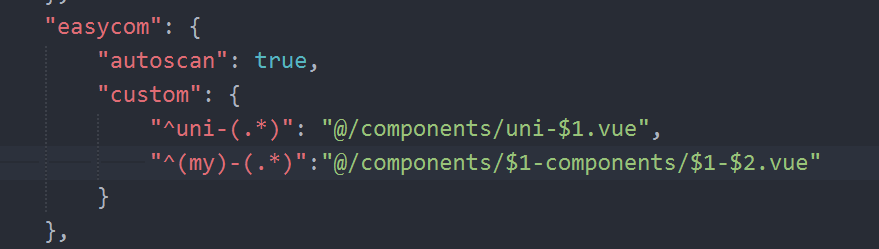 },
"easycom": {
"autoscan": true,
"custom": {
"^uni-(.*)": "@/components/uni-$1.vue",
"^(my)-(.*)":"@/components/$1-components/$1-$2.vue"
}
},